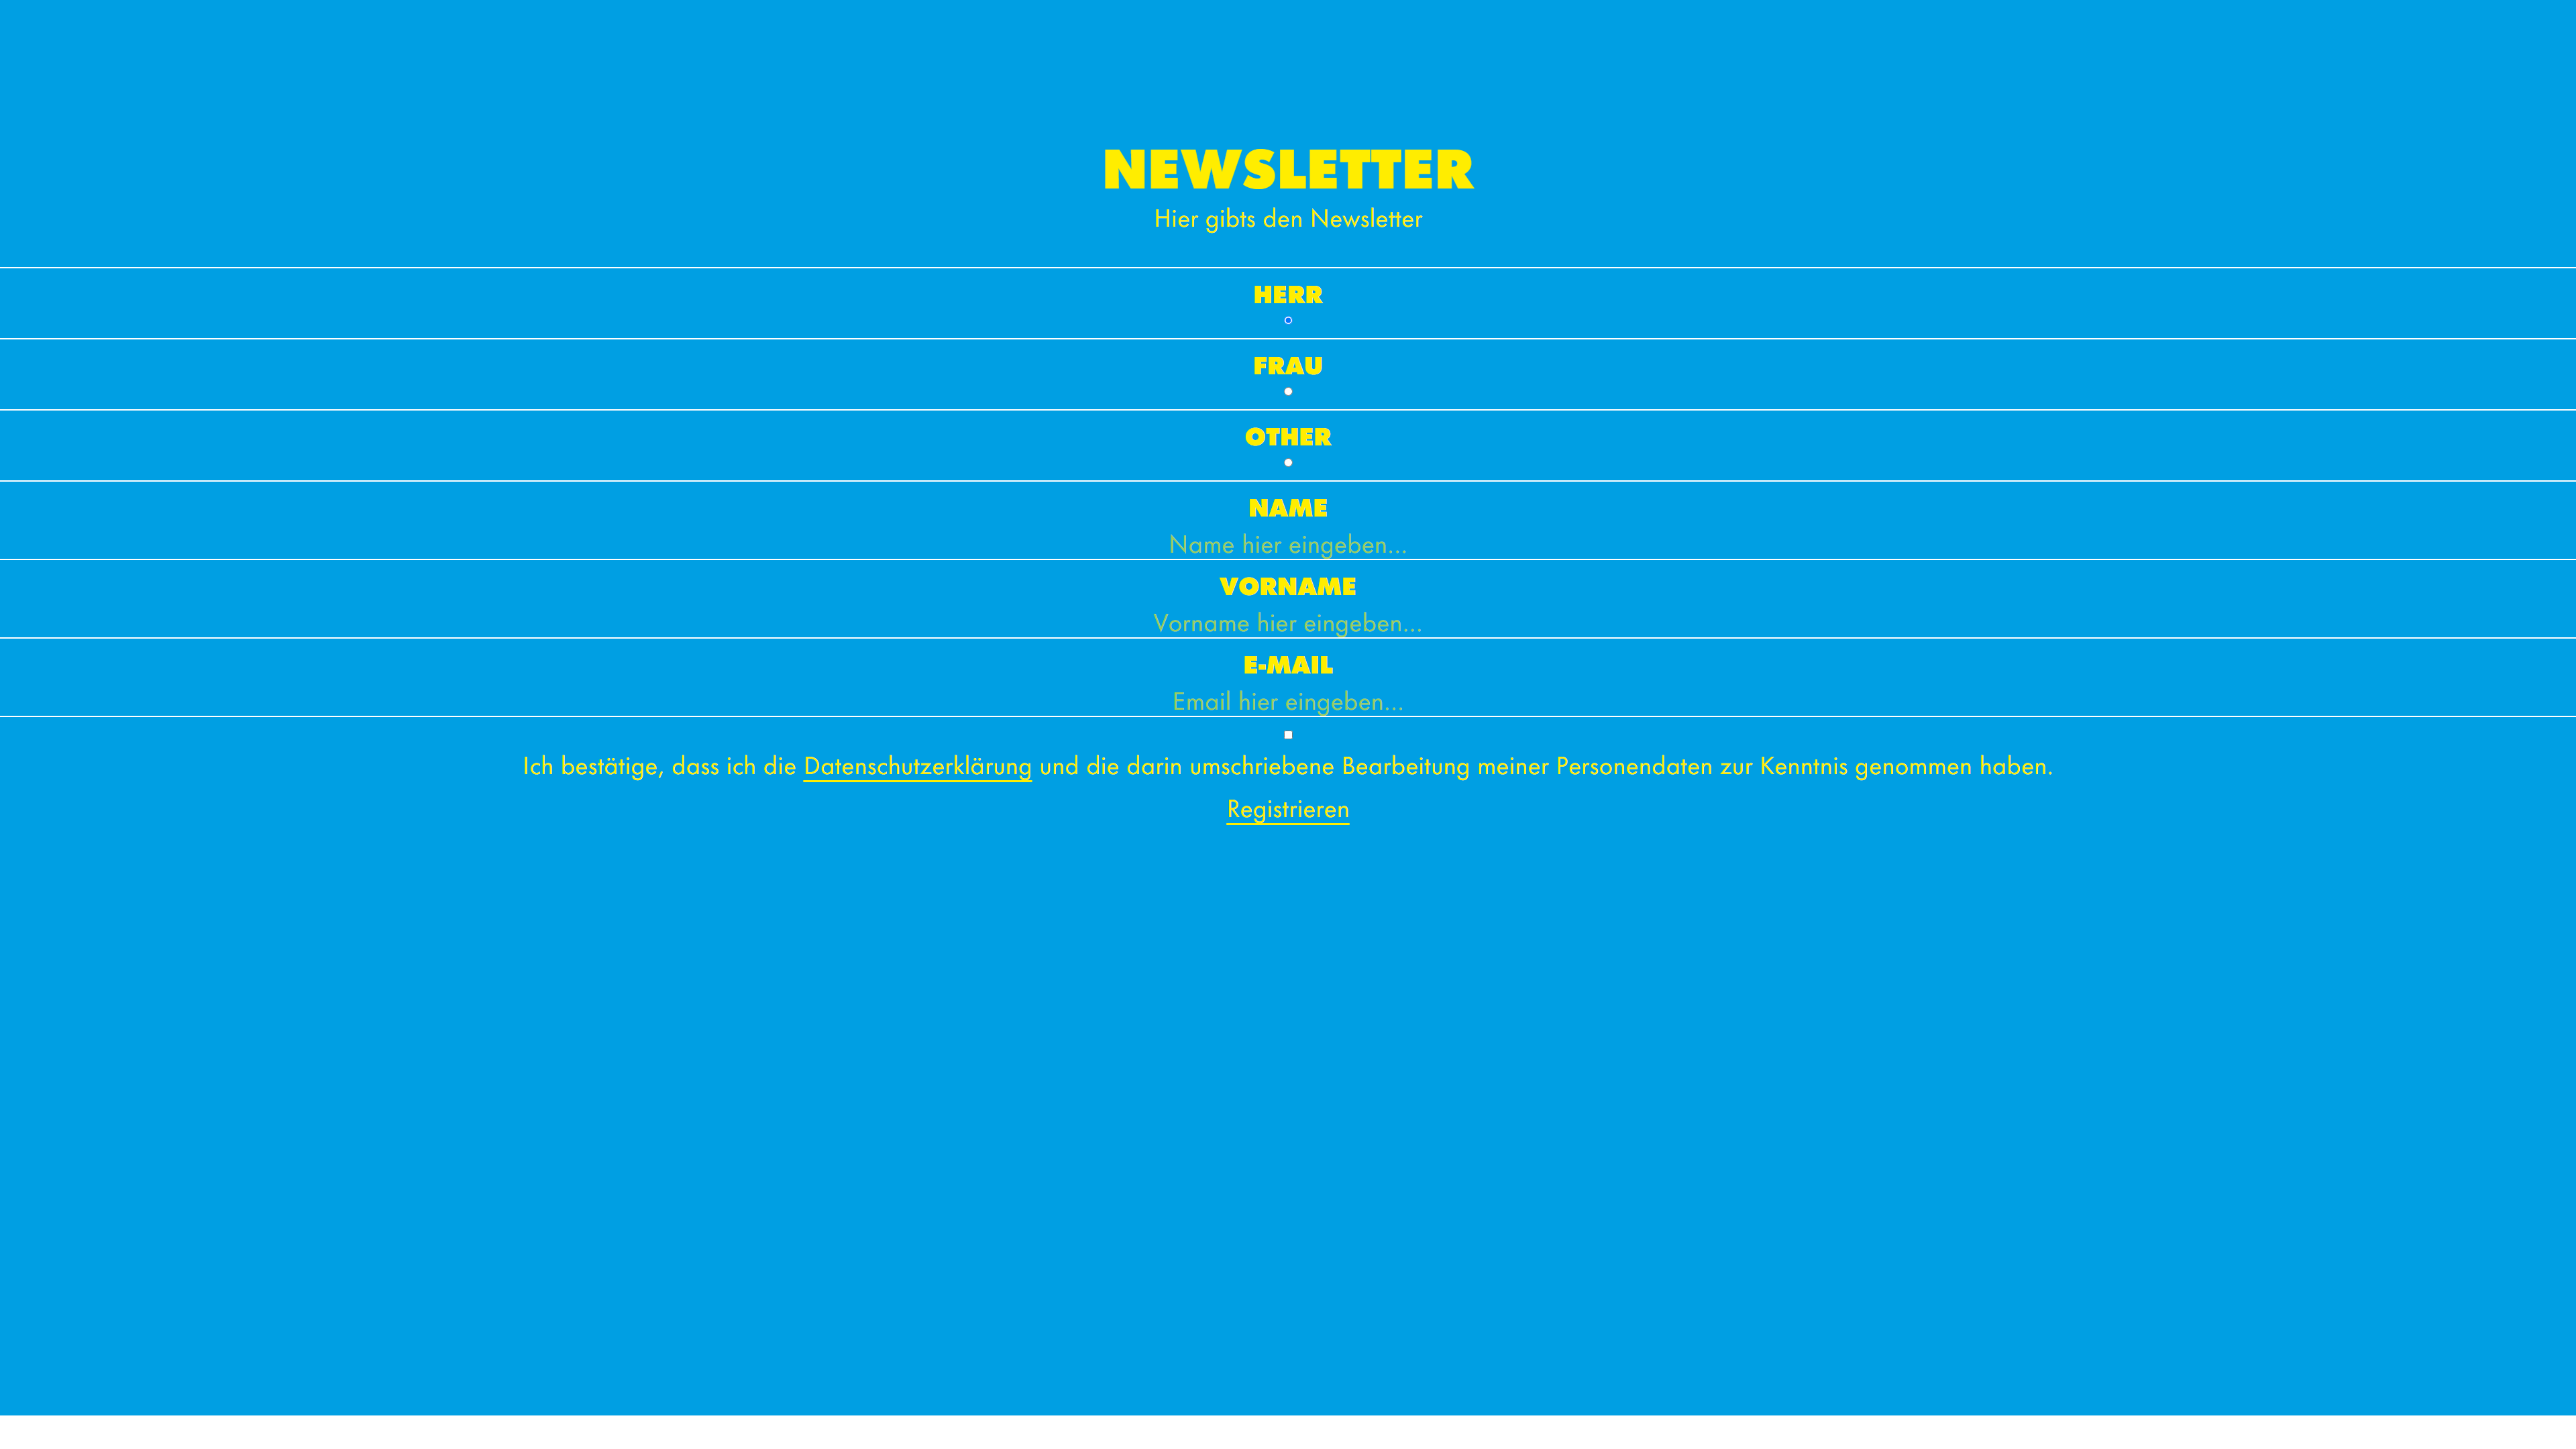 NEWSLETTER
Hier gibts den Newsletter
HERR
FRAU
OTHER
NAME
Name hier eingeben...
VORNAME
Vorname hier eingeben...
E-MAIL
Email hier eingeben...
Ich bestätige, dass ich die Datenschutzerklärung und die darin umschriebene Bearbeitung meiner Personendaten zur Kenntnis genommen haben.
Registrieren